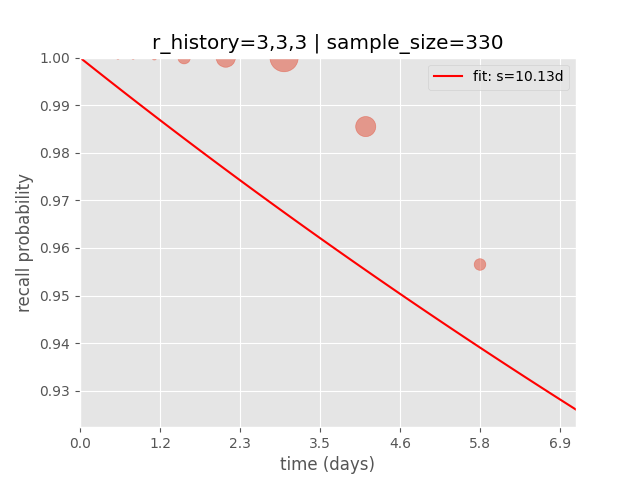 r_history=3,3,3 | sample_size=330
fit: s=10.13d
1.00
0.99
0.98
0.97
0.96
0.95
0.94
0.93
recall probability
0.0 1.2 2.3 3.5 4.6 5.8 6.9
time (days)